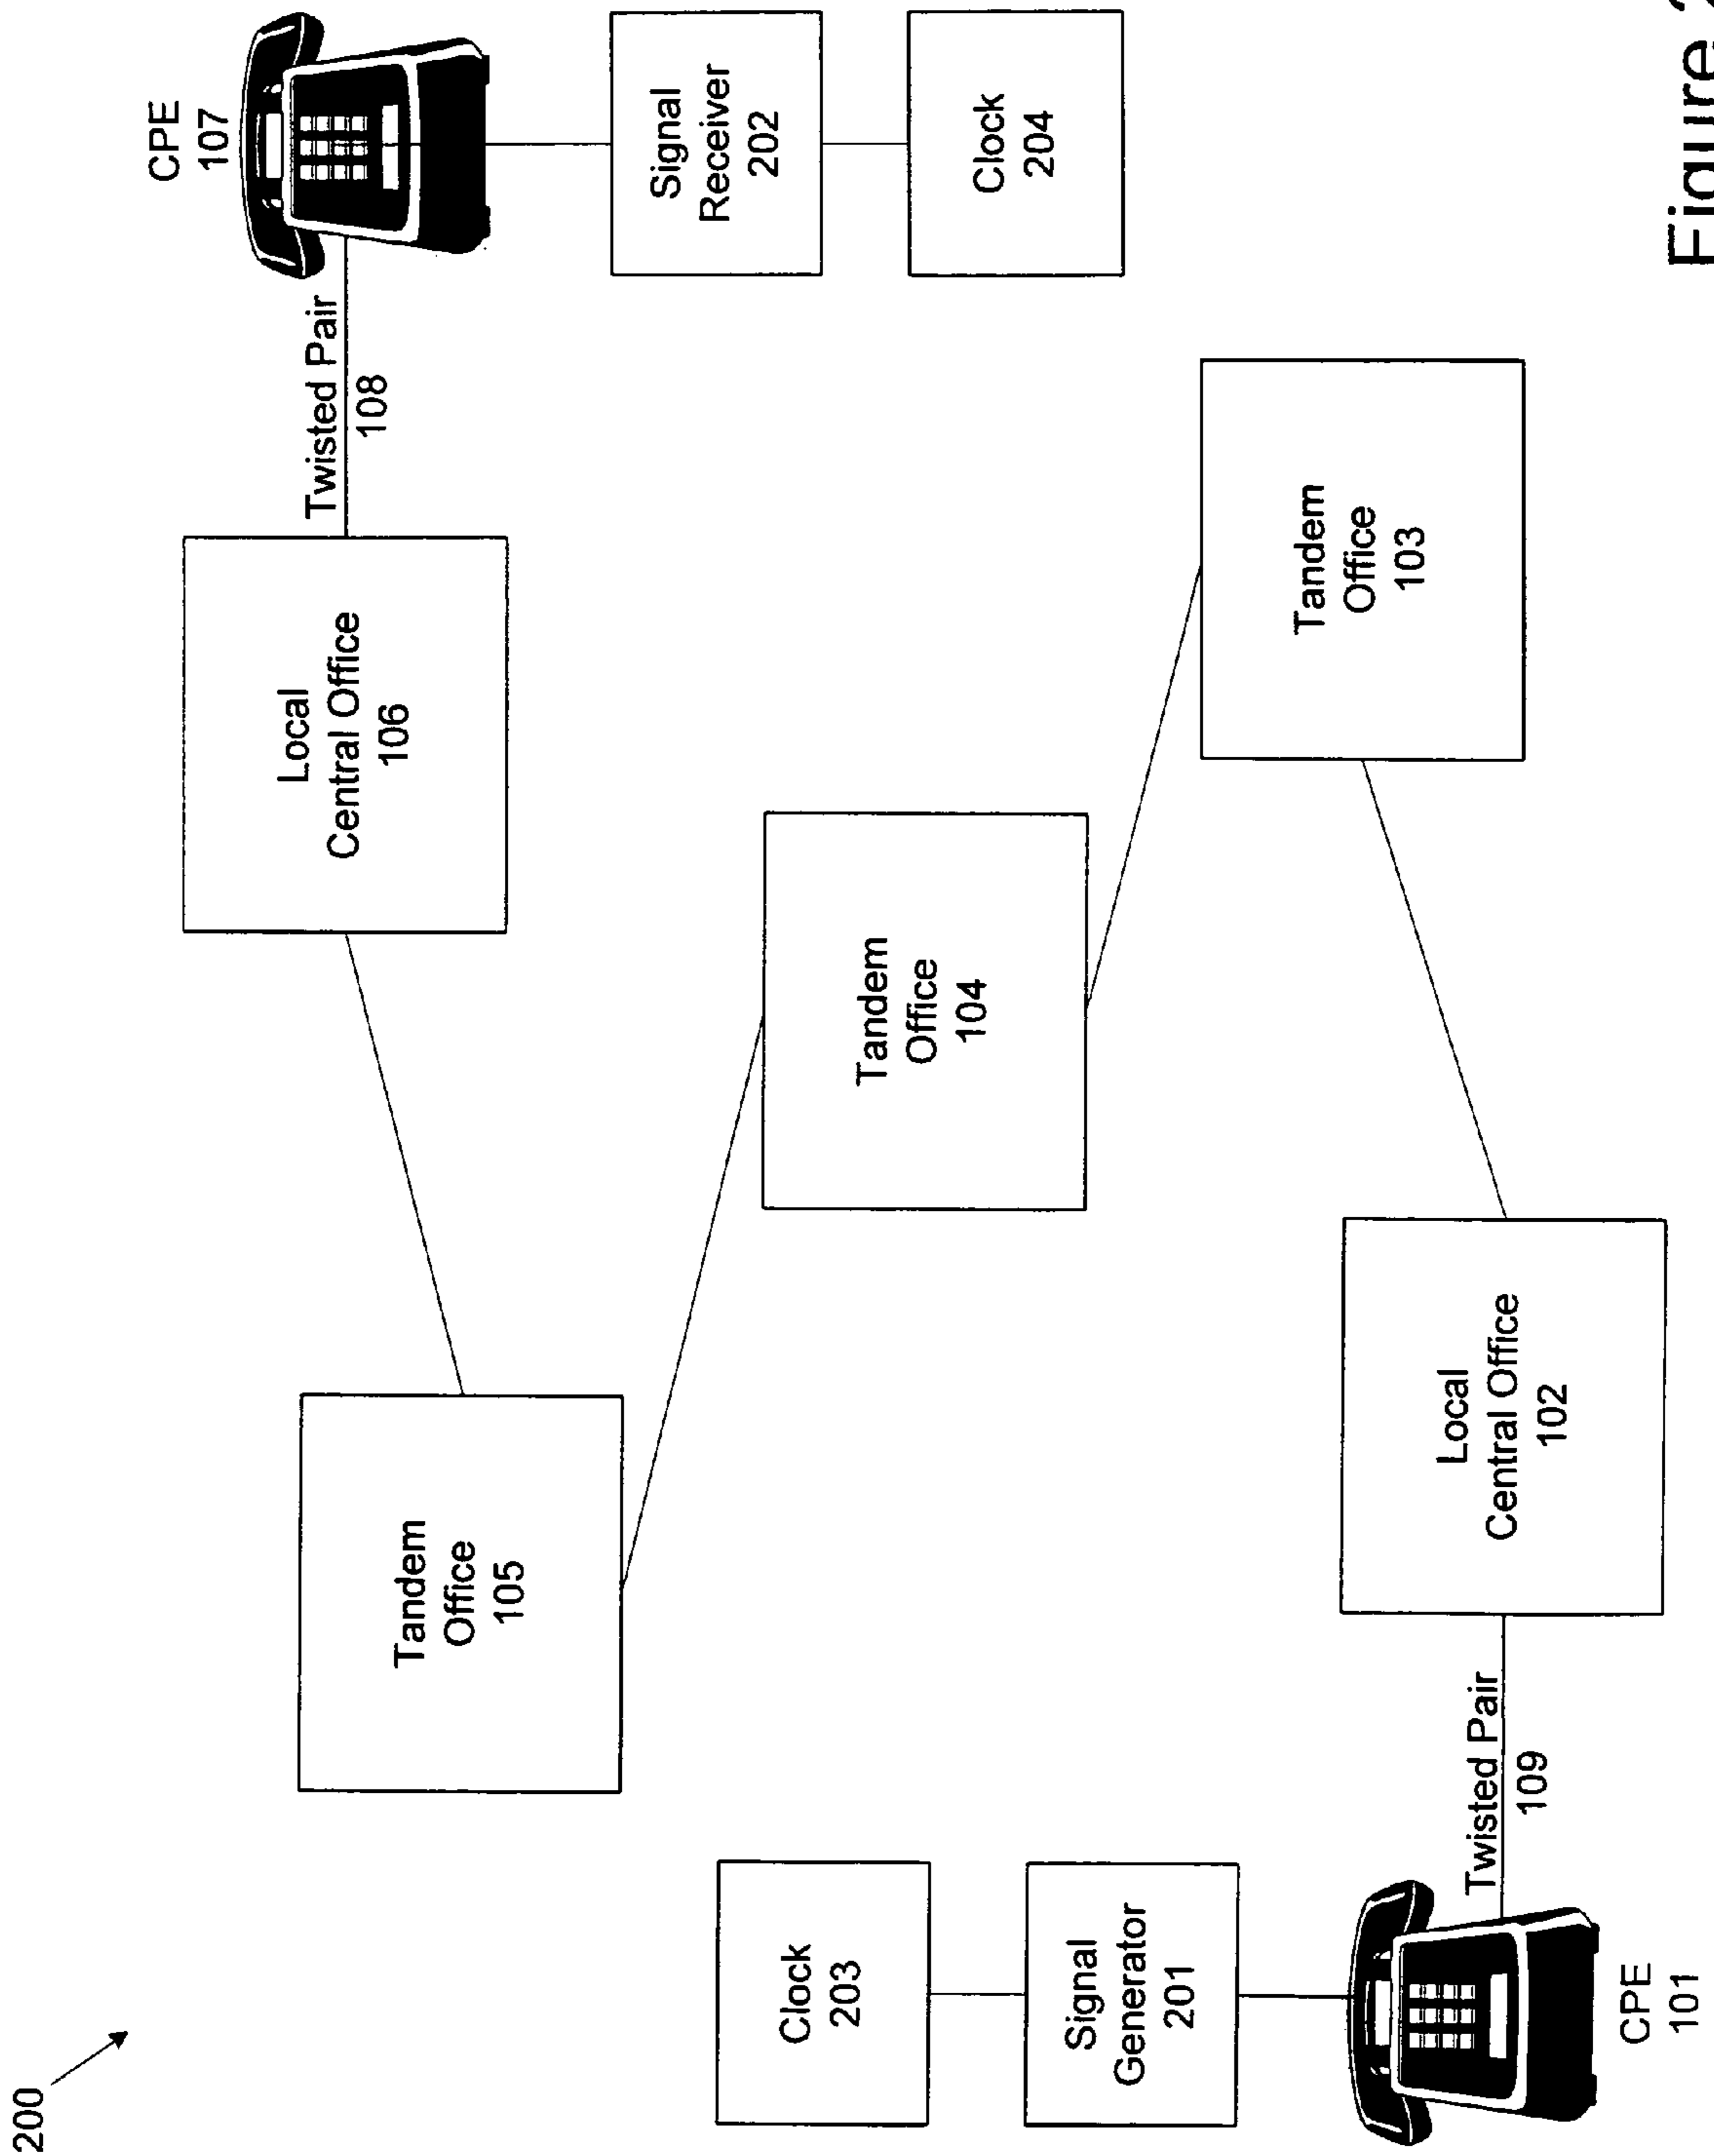 200
CPE
107
Local
Central Office
106
Twisted Pair
108
Tandem
Office
105
Signal
Receiver
202
Clock
203
Tandem
Office
104
Clock
204
Signal
Generator
201
Tandem
Office
103
Local
Central Office
102
Twisted Pair
109
CPE
101
Figure